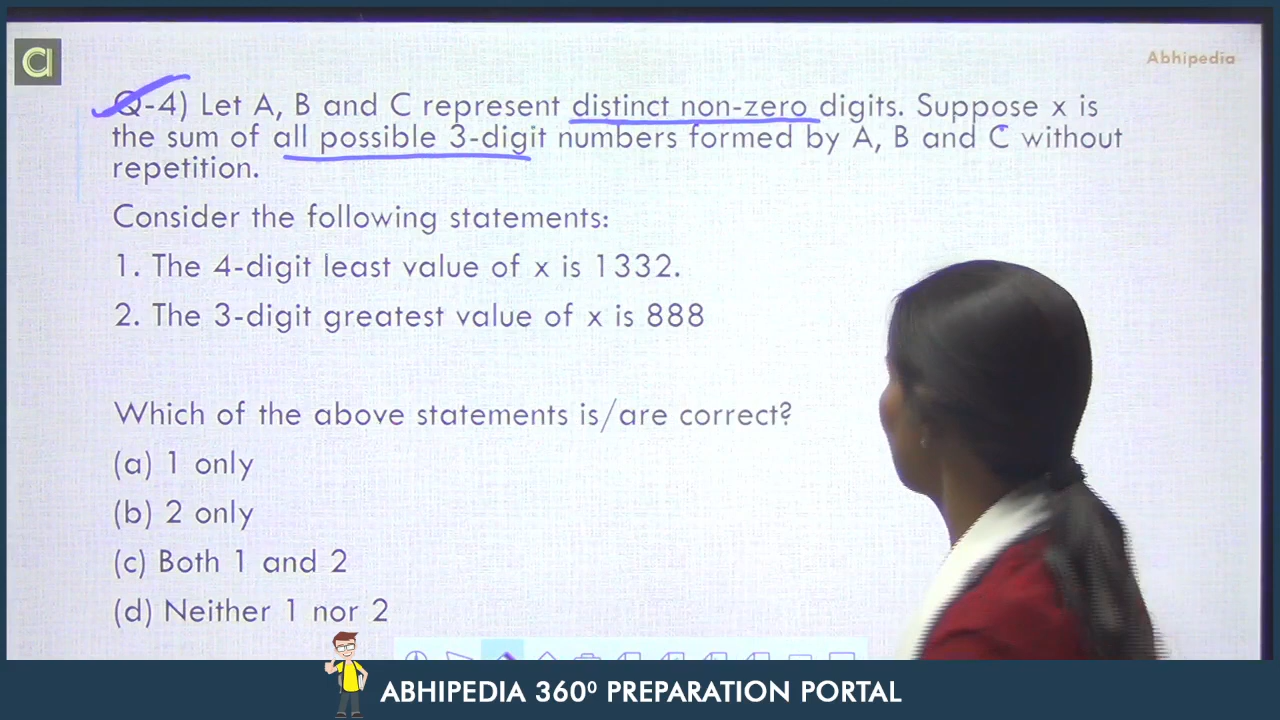 Abhipedia
Q-4) Let A, B and C represent distinct non-zero digits. Suppose x is
the sum of all possible 3-digit numbers formed by A, B and C without
repetition.
Consider the following statements:
1. The 4-digit least value of x is 1332.
2. The 3-digit greatest value of x is 888
Which of the above statements is/are correct?
(a) 1 only
(b) 2 only
(c) Both 1 and 2
(d) Neither 1 nor 2
ABHIPEDIA 360⁰ PREPARATION PORTAL